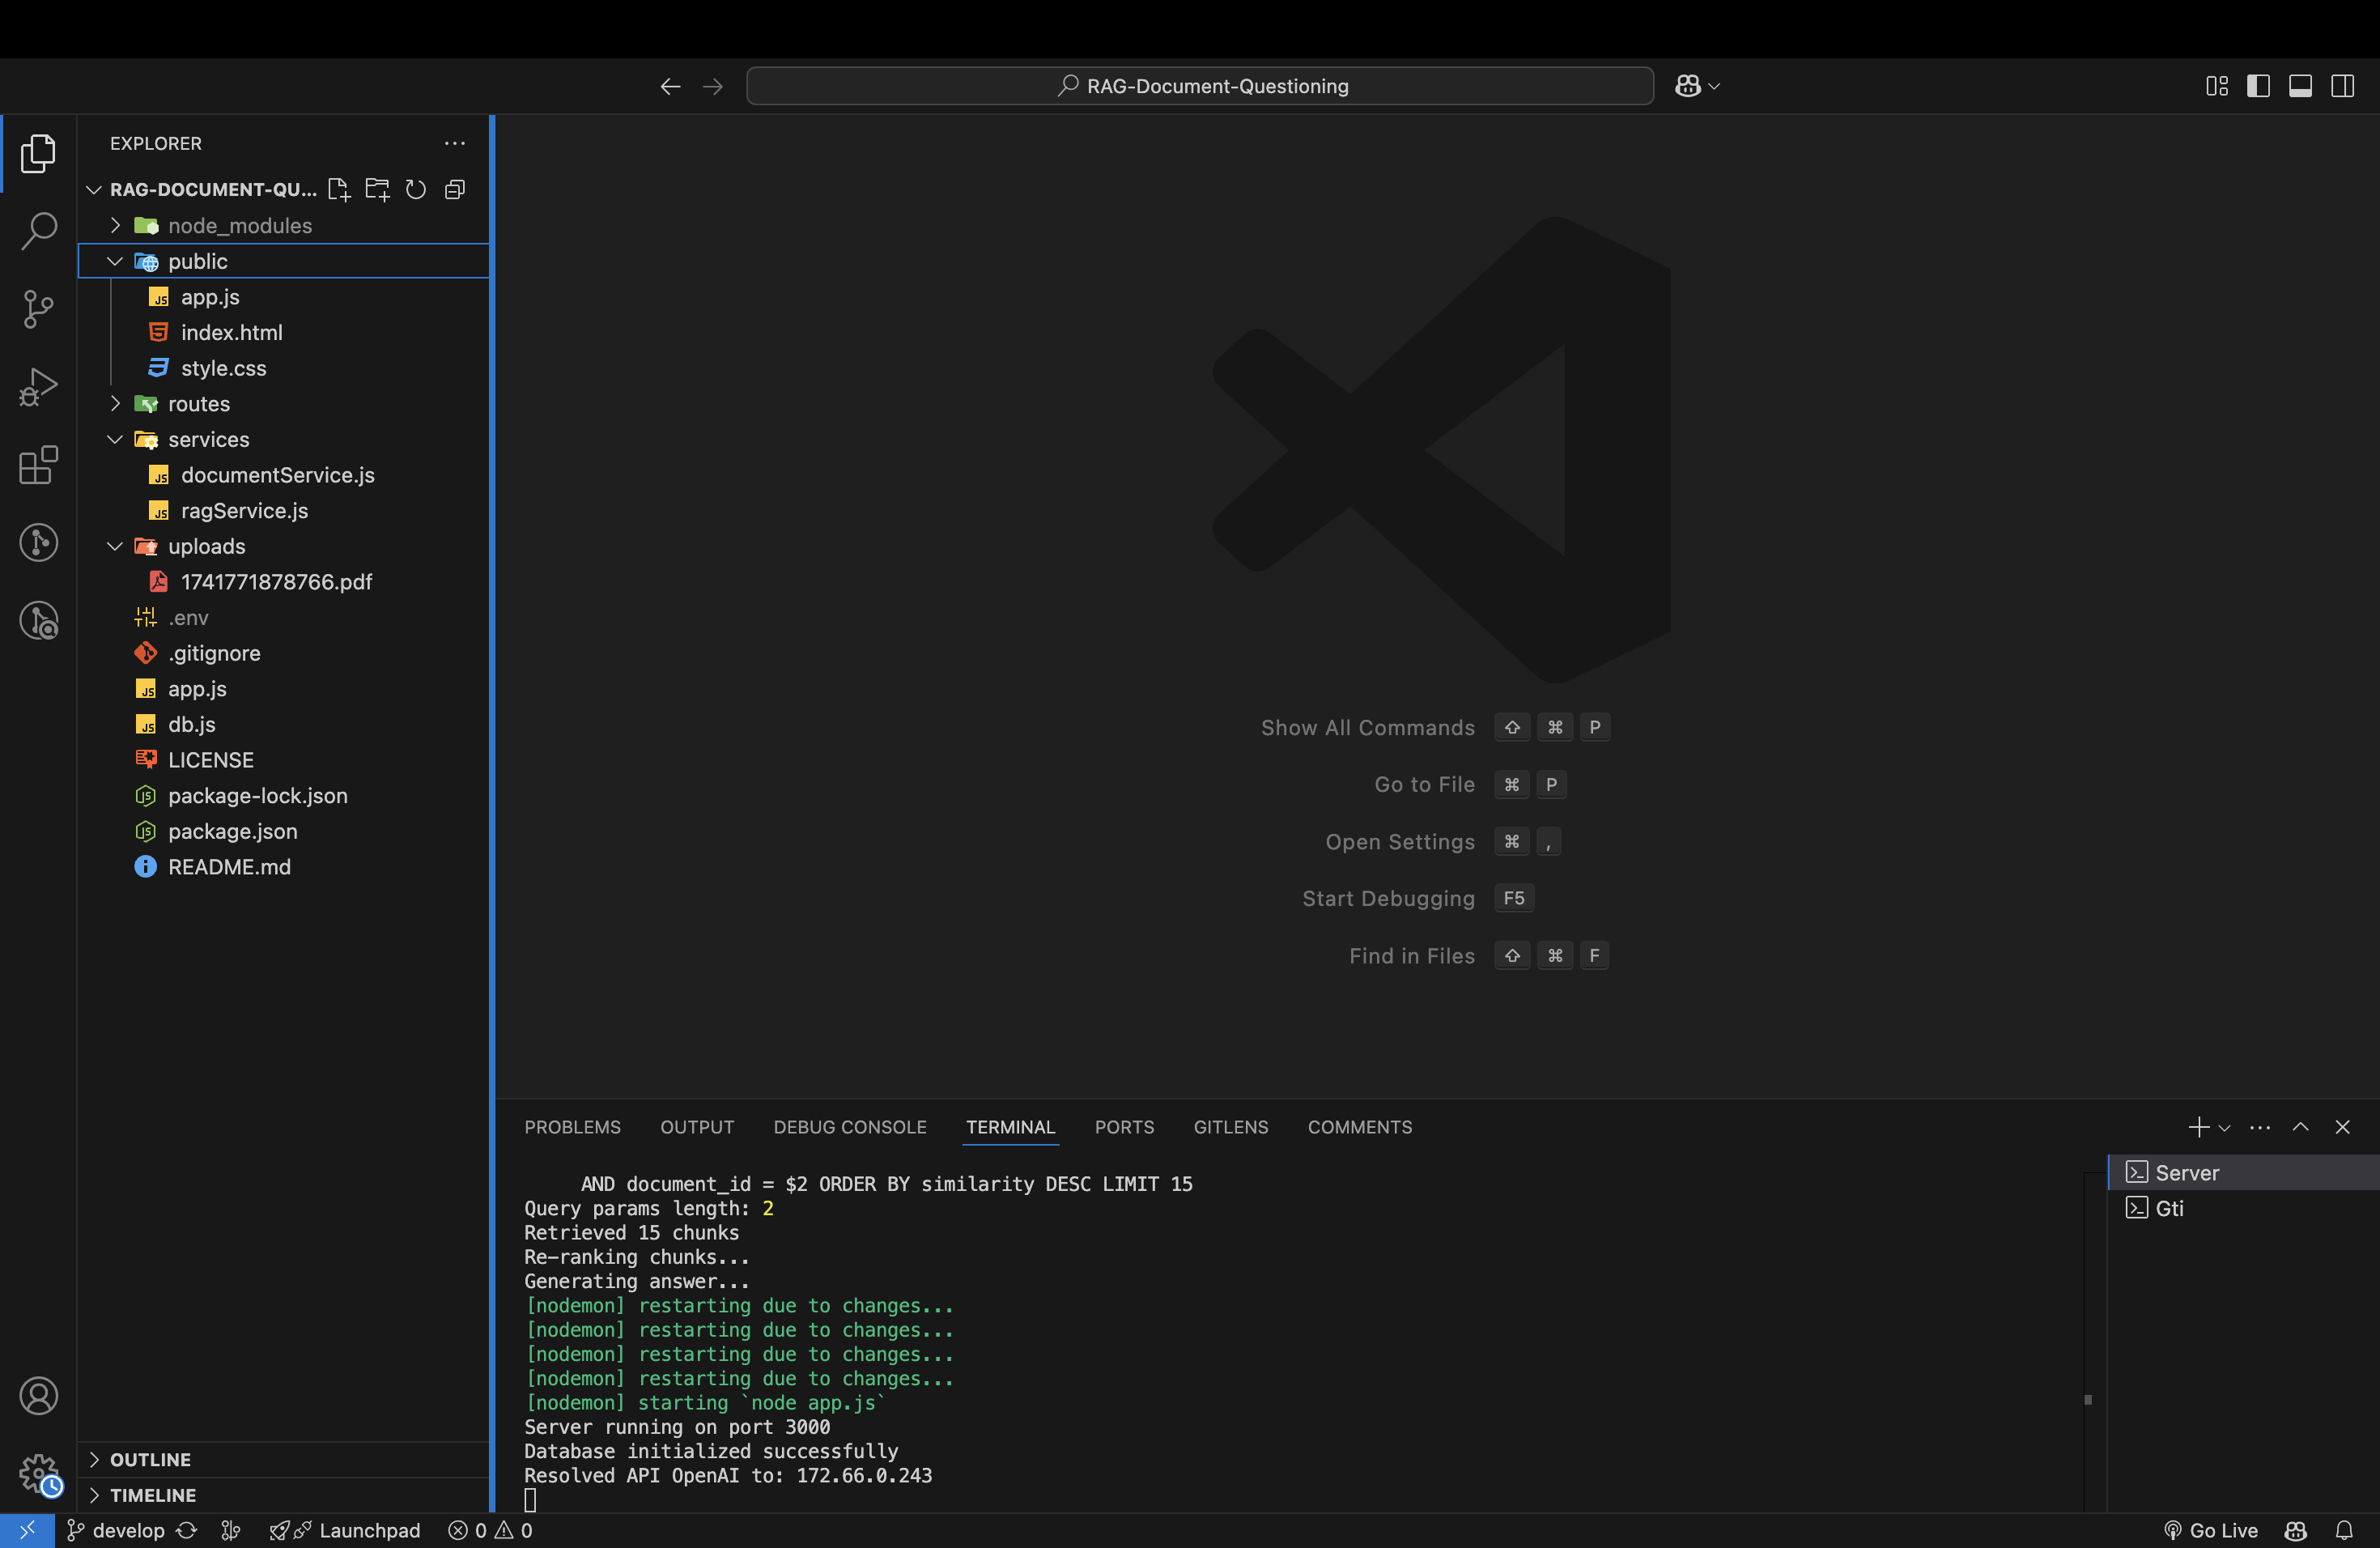 RAG-Document-Questioning
EXPLORER
RAG-DOCUMENT-QU...
node_modules
public
app.js
index.html
style.css
routes
services
documentService.js
ragService.js
uploads
1741771878766.pdf
.env
.gitignore
app.js
db.js
LICENSE
package-lock.json
package.json
README.md
OUTLINE
TIMELINE
Show All Commands ⇧ ⌘ P
Go to File ⌘ P
Open Settings ⌘ ,
Start Debugging F5
Find in Files ⇧ ⌘ F
PROBLEMS OUTPUT DEBUG CONSOLE TERMINAL PORTS GITLENS COMMENTS
AND document_id = $2 ORDER BY similarity DESC LIMIT 15
Query params length: 2
Retrieved 15 chunks
Re-ranking chunks...
Generating answer...
[nodemon] restarting due to changes...
[nodemon] restarting due to changes...
[nodemon] restarting due to changes...
[nodemon] restarting due to changes...
[nodemon] starting `node app.js`
Server running on port 3000
Database initialized successfully
Resolved API OpenAI to: 172.66.0.243
Server
Gti
develop Launchpad 0 0 Go Live